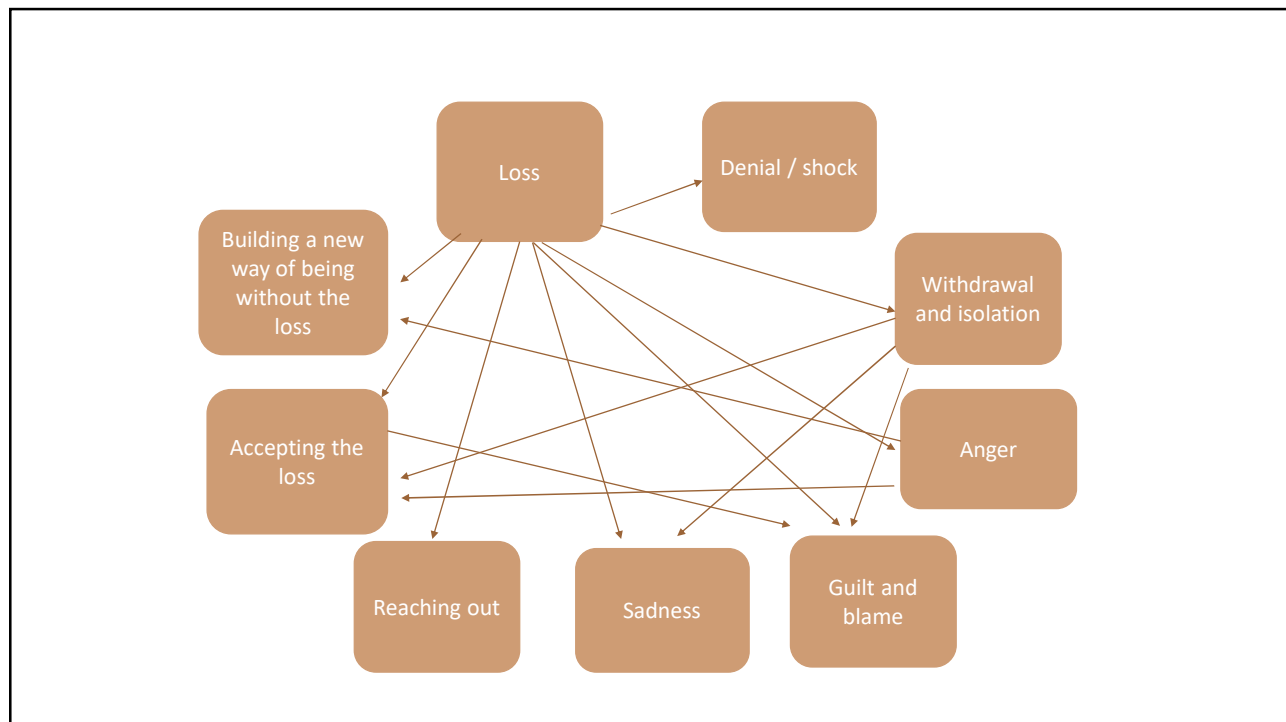 Loss
Denial / shock
Building a new
way of being
without the
loss
Withdrawal
and isolation
Accepting the
loss
Anger
Reaching out
Sadness
Guilt and
blame